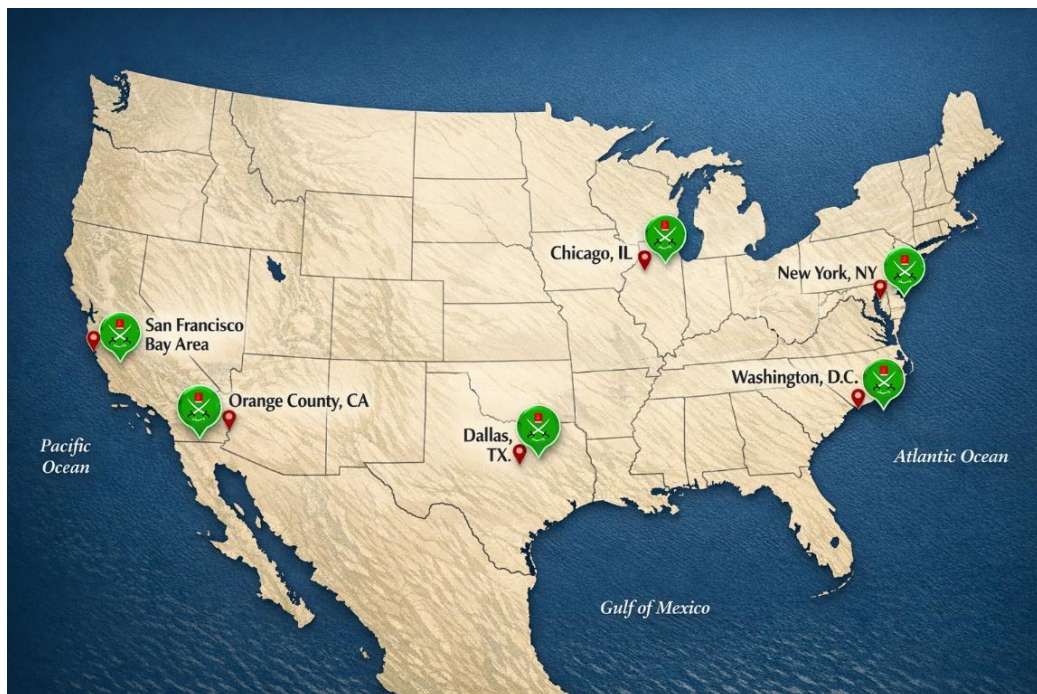 Chicago, IL
New York, NY
San Francisco
Bay Area
Washington, D.C.
Orange County, CA
Dallas,
TX.
Pacific
Ocean
Atlantic Ocean
Gulf of Mexico